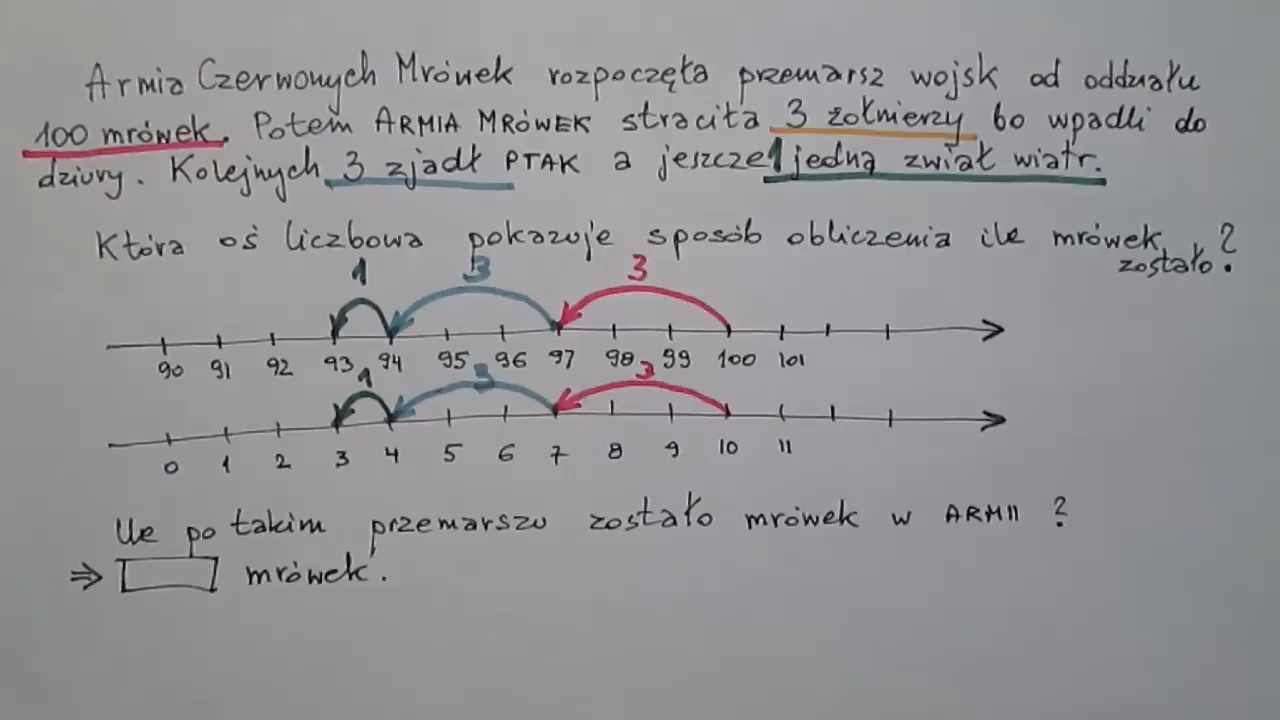 Armia Czerwonych Mrówek rozpoczęła przemarsz wojsk od oddziału
100 mrówek. Potem ARMIA MRÓWEK straciła 3 żołnierzy bo wpadli do
dziury. Kolejnych 3 zjadł PTAK a jeszcze 1 jedną zwiał wiatr.
Która oś liczbowa pokazuje sposób obliczenia ile mrówek
zostało?
1 3 3
90 91 92 93 94 95 96 97 98 99 100 101
1 3 3
0 1 2 3 4 5 6 7 8 9 10 11
Ile po takim przemarszu zostało mrówek w ARMII ?
⇒ mrówek.